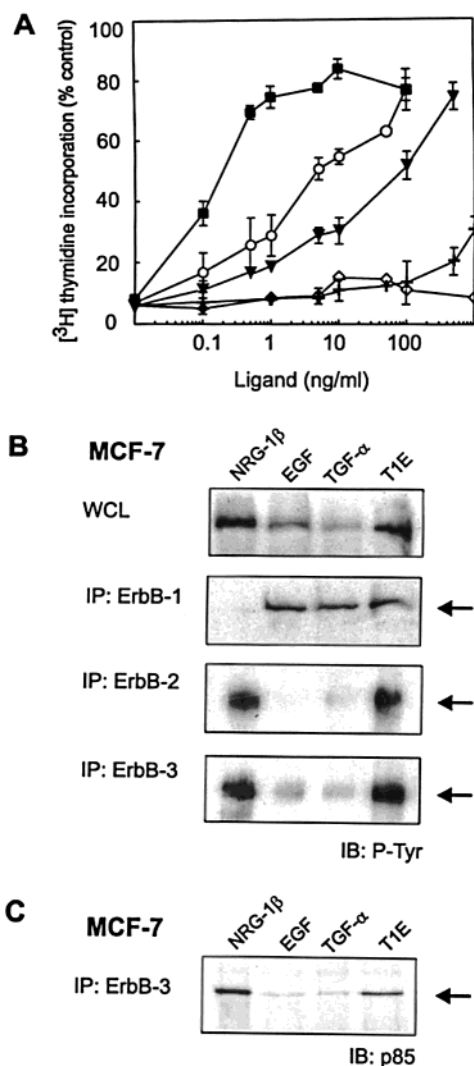 A
[³H] thymidine incorporation (% control)
100
80
60
40
20
0
0.1
1
10
100
Ligand (ng/ml)
B
MCF-7
NRG-1β
EGF
TGF-α
T1E
WCL
IP: ErbB-1
IP: ErbB-2
IP: ErbB-3
IB: P-Tyr
C
MCF-7
NRG-1β
EGF
TGF-α
T1E
IP: ErbB-3
IB: p85